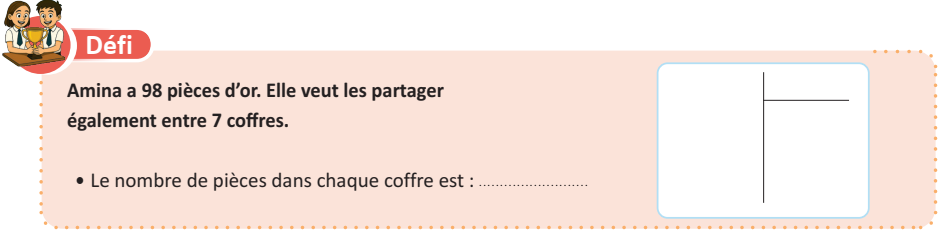 Défi
Amina a 98 pièces d'or. Elle veut les partager
également entre 7 coffres.
• Le nombre de pièces dans chaque coffre est : ..........................